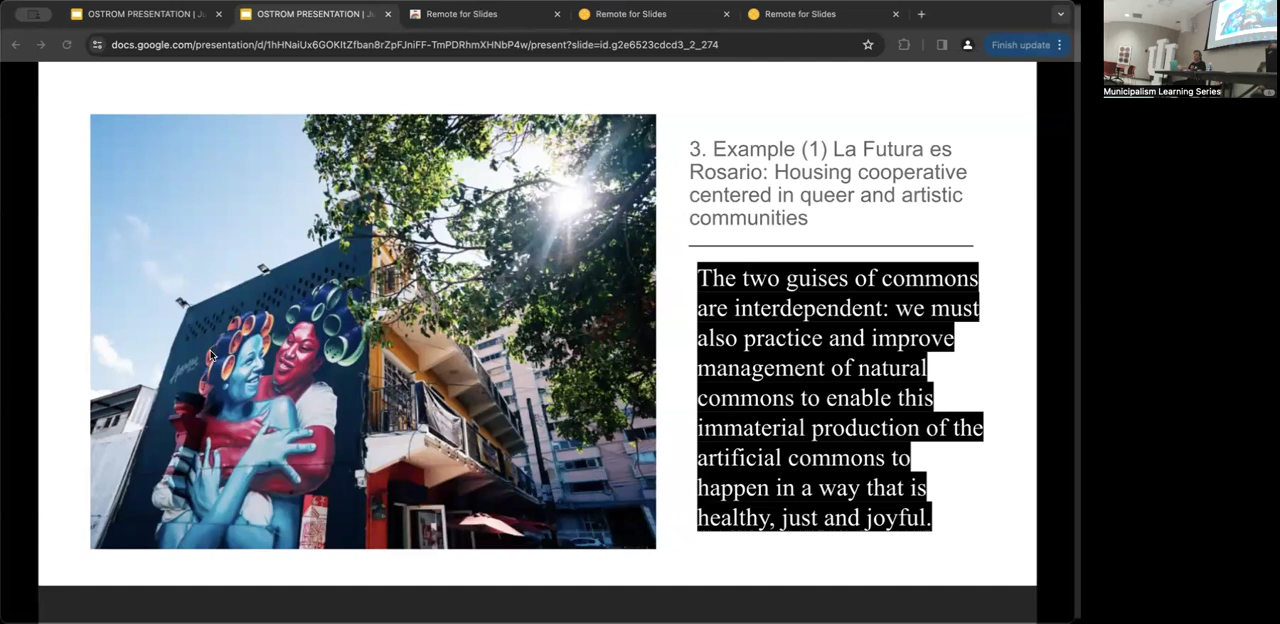 OSTROM PRESENTATION | Ju
OSTROM PRESENTATION | Ju
Remote for Slides
Remote for Slides
Remote for Slides
docs.google.com/presentation/d/1hHNaiUx6GOKItZfban8rZpFJniFF-TmPDRhmXHNbP4w/present?slide=id.g2e6523cdcd3_2_274
Finish update
Municipalism Learning Series
3. Example (1) La Futura es
Rosario: Housing cooperative
centered in queer and artistic
communities
The two guises of commons
are interdependent: we must
also practice and improve
management of natural
commons to enable this
immaterial production of the
artificial commons to
happen in a way that is
healthy, just and joyful.